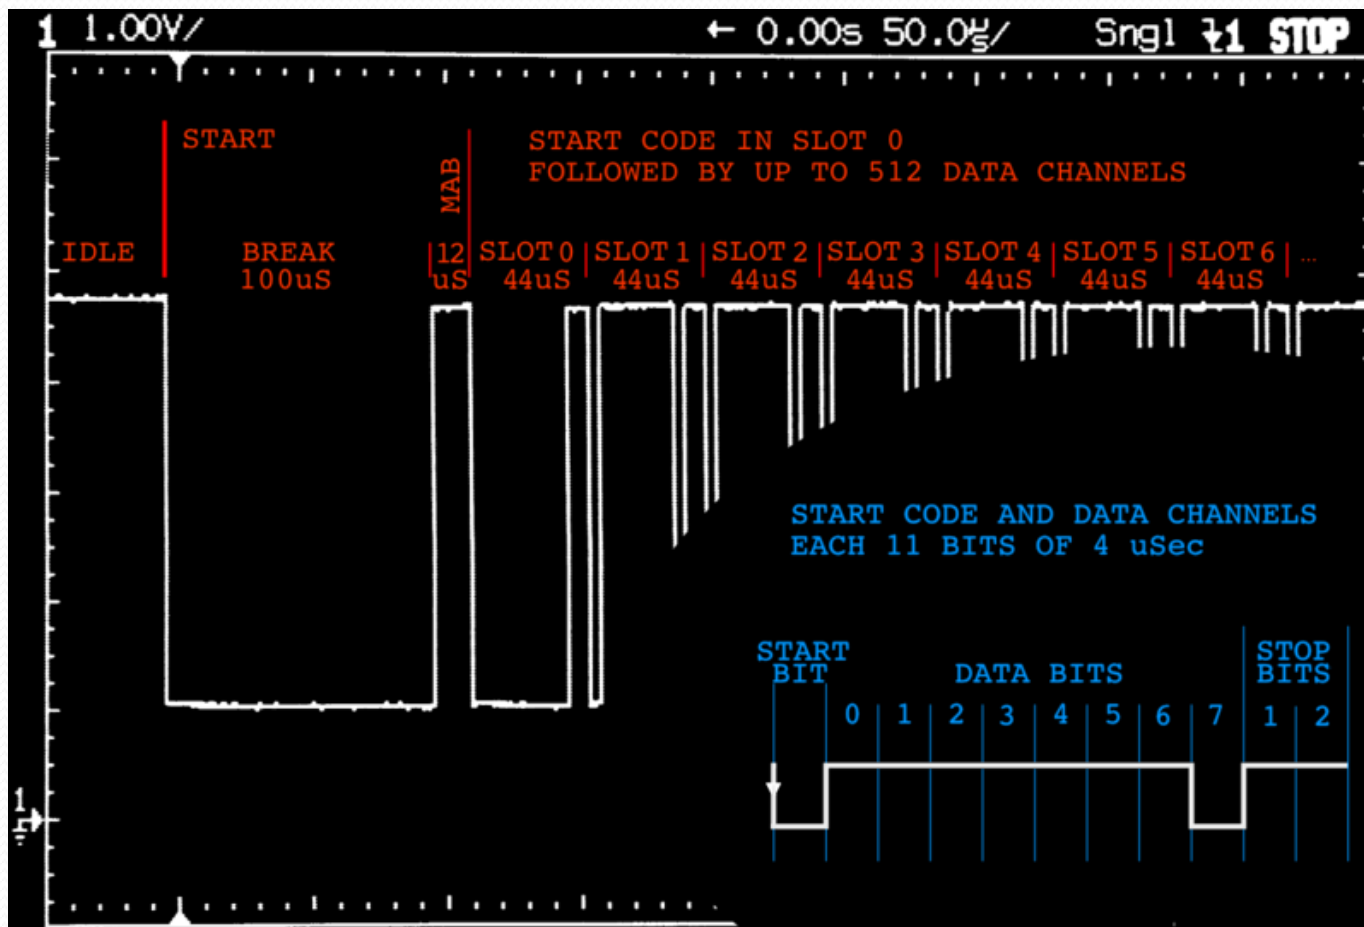 1 1.00V/ ← 0.00s 50.0µs/ Sngl 1 STOP
START
MAB
START CODE IN SLOT 0
FOLLOWED BY UP TO 512 DATA CHANNELS
IDLE
BREAK
100uS
12
uS
SLOT 0
44uS
SLOT 1
44uS
SLOT 2
44uS
SLOT 3
44uS
SLOT 4
44uS
SLOT 5
44uS
SLOT 6
44uS
...
START CODE AND DATA CHANNELS
EACH 11 BITS OF 4 uSec
START
BIT
DATA BITS
STOP
BITS
0 1 2 3 4 5 6 7 1 2
1